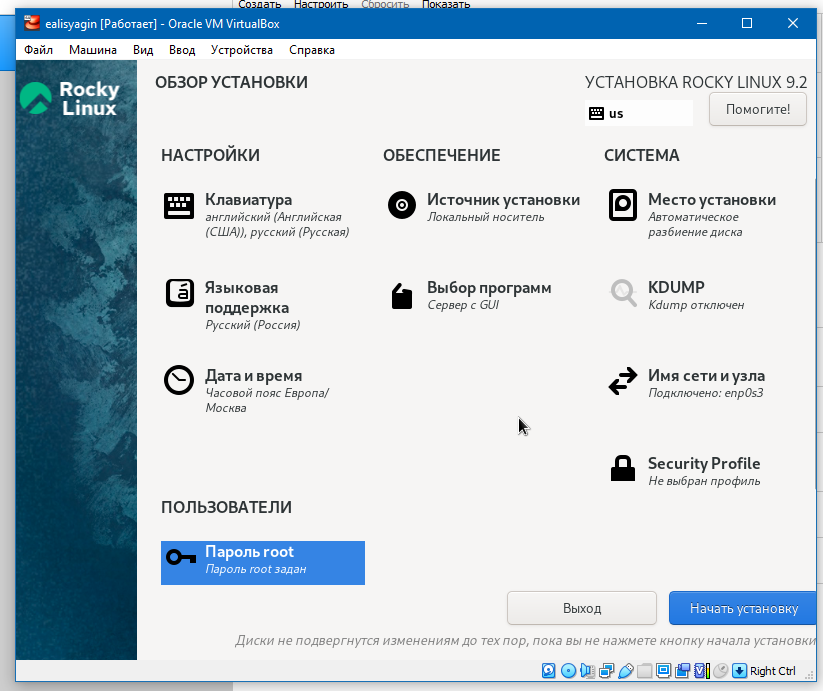 Создать Настроить Сбросить Показать
ealisyagin [Работает] - Oracle VM VirtualBox
Файл Машина Вид Ввод Устройства Справка
Rocky
Linux
ОБЗОР УСТАНОВКИ
УСТАНОВКА ROCKY LINUX 9.2
us
Помогите!
НАСТРОЙКИ
Клавиатура
английский (Английская
(США)), русский (Русская)
Языковая
поддержка
Русский (Россия)
Дата и время
Часовой пояс Европа/
Москва
ОБЕСПЕЧЕНИЕ
Источник установки
Локальный носитель
Выбор программ
Сервер с GUI
СИСТЕМА
Место установки
Автоматическое
разбиение диска
KDUMP
Kdump отключен
Имя сети и узла
Подключено: enp0s3
Security Profile
Не выбран профиль
ПОЛЬЗОВАТЕЛИ
Пароль root
Пароль root задан
Выход
Начать установку
Диски не подвергнутся изменениям до тех пор, пока вы не нажмете кнопку начала установки
Right Ctrl